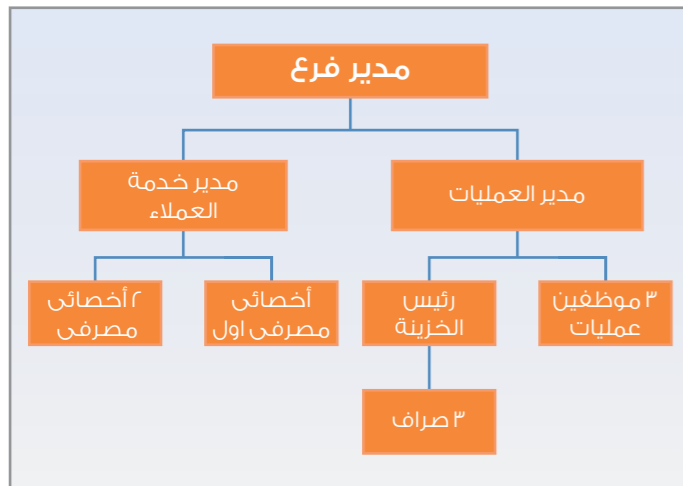 مدير فرع
مدير العمليات
مدير خدمة
العملاء
٣ موظفين
عمليات
رئيس
الخزينة
أخصائى
مصرفى اول
٢ أخصائى
مصرفى
٣ صراف